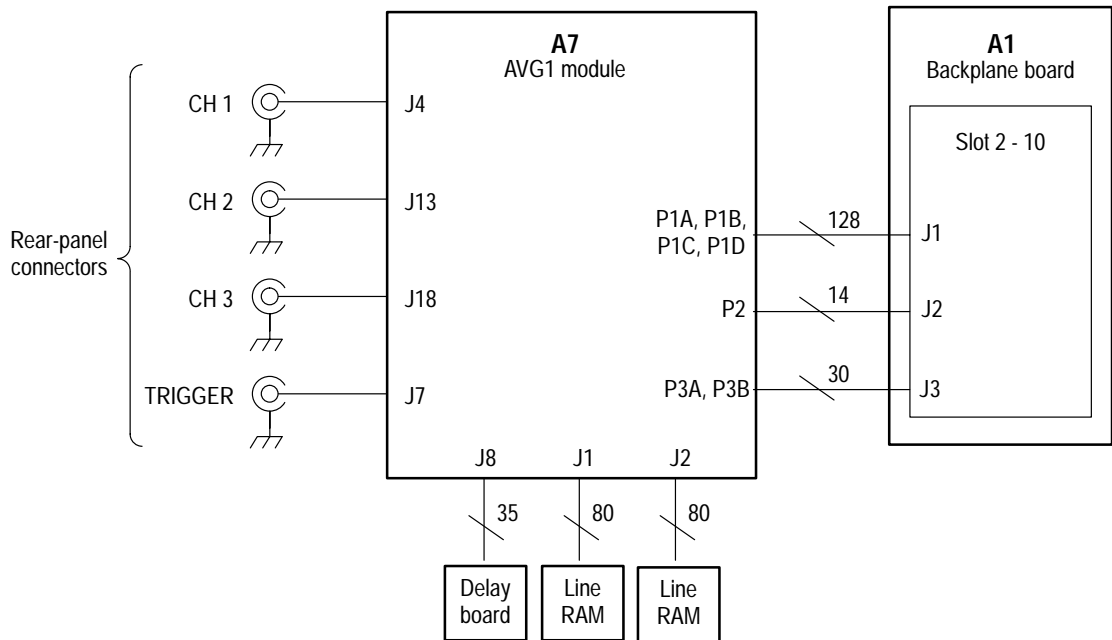 A7
AVG1 module
A1
Backplane board
Slot 2 - 10
Rear-panel
connectors
CH 1
J4
CH 2
J13
CH 3
J18
TRIGGER
J7
P1A, P1B,
P1C, P1D
128
J1
P2
14
J2
P3A, P3B
30
J3
J8
J1
J2
35
80
80
Delay
board
Line
RAM
Line
RAM